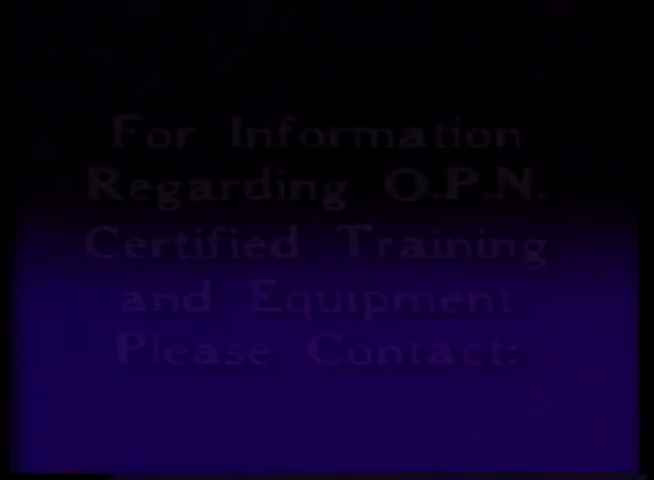 For Information
Regarding O.P.N.
Certified Training
and Equipment
Please Contact: